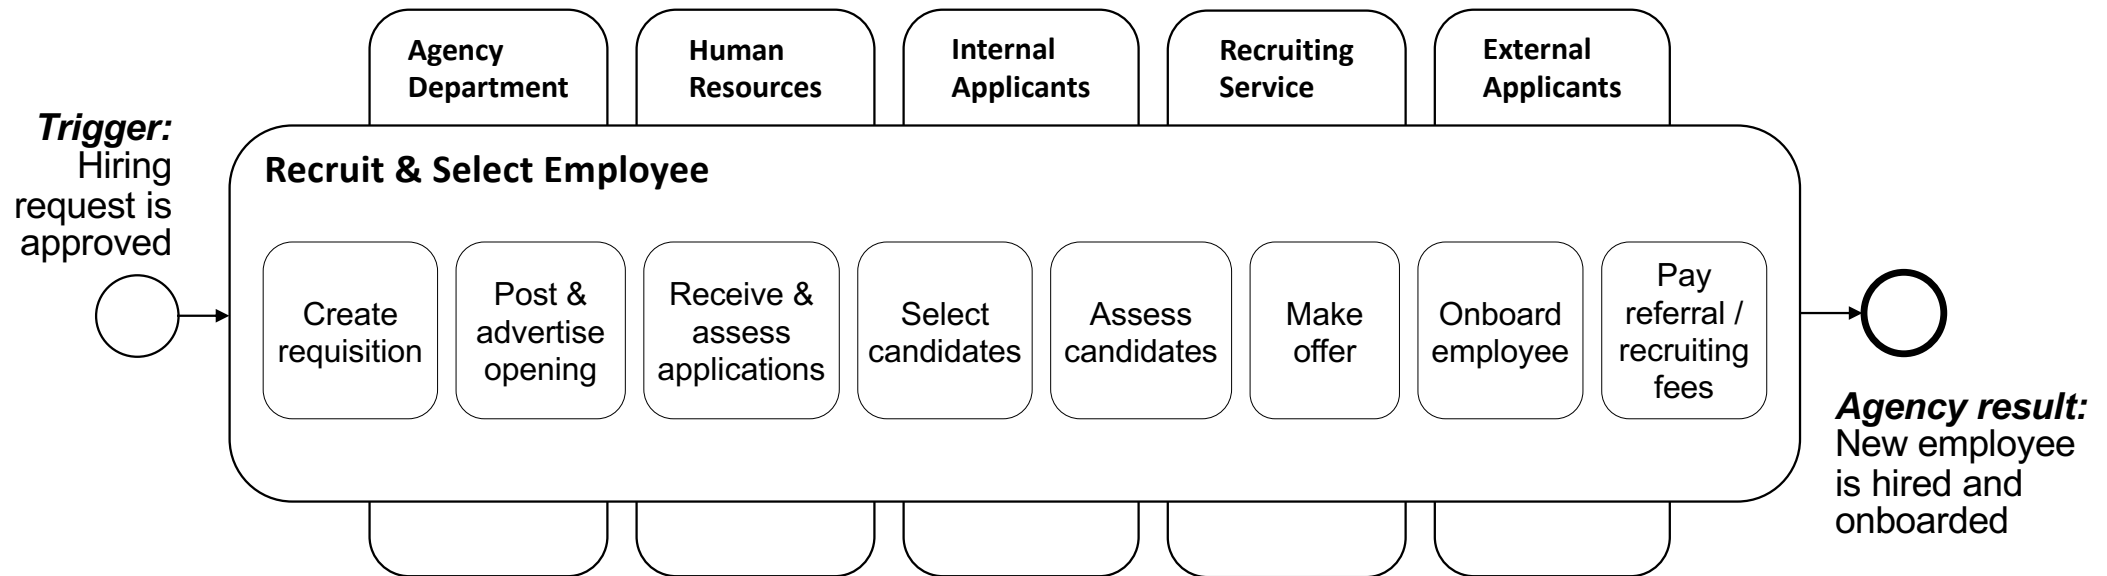 Agency
Department
Human
Resources
Internal
Applicants
Recruiting
Service
External
Applicants
Trigger:
Hiring
request is
approved
Recruit & Select Employee
Create
requisition
Post &
advertise
opening
Receive &
assess
applications
Select
candidates
Assess
candidates
Make
offer
Onboard
employee
Pay
referral /
recruiting
fees
Agency result:
New employee
is hired and
onboarded